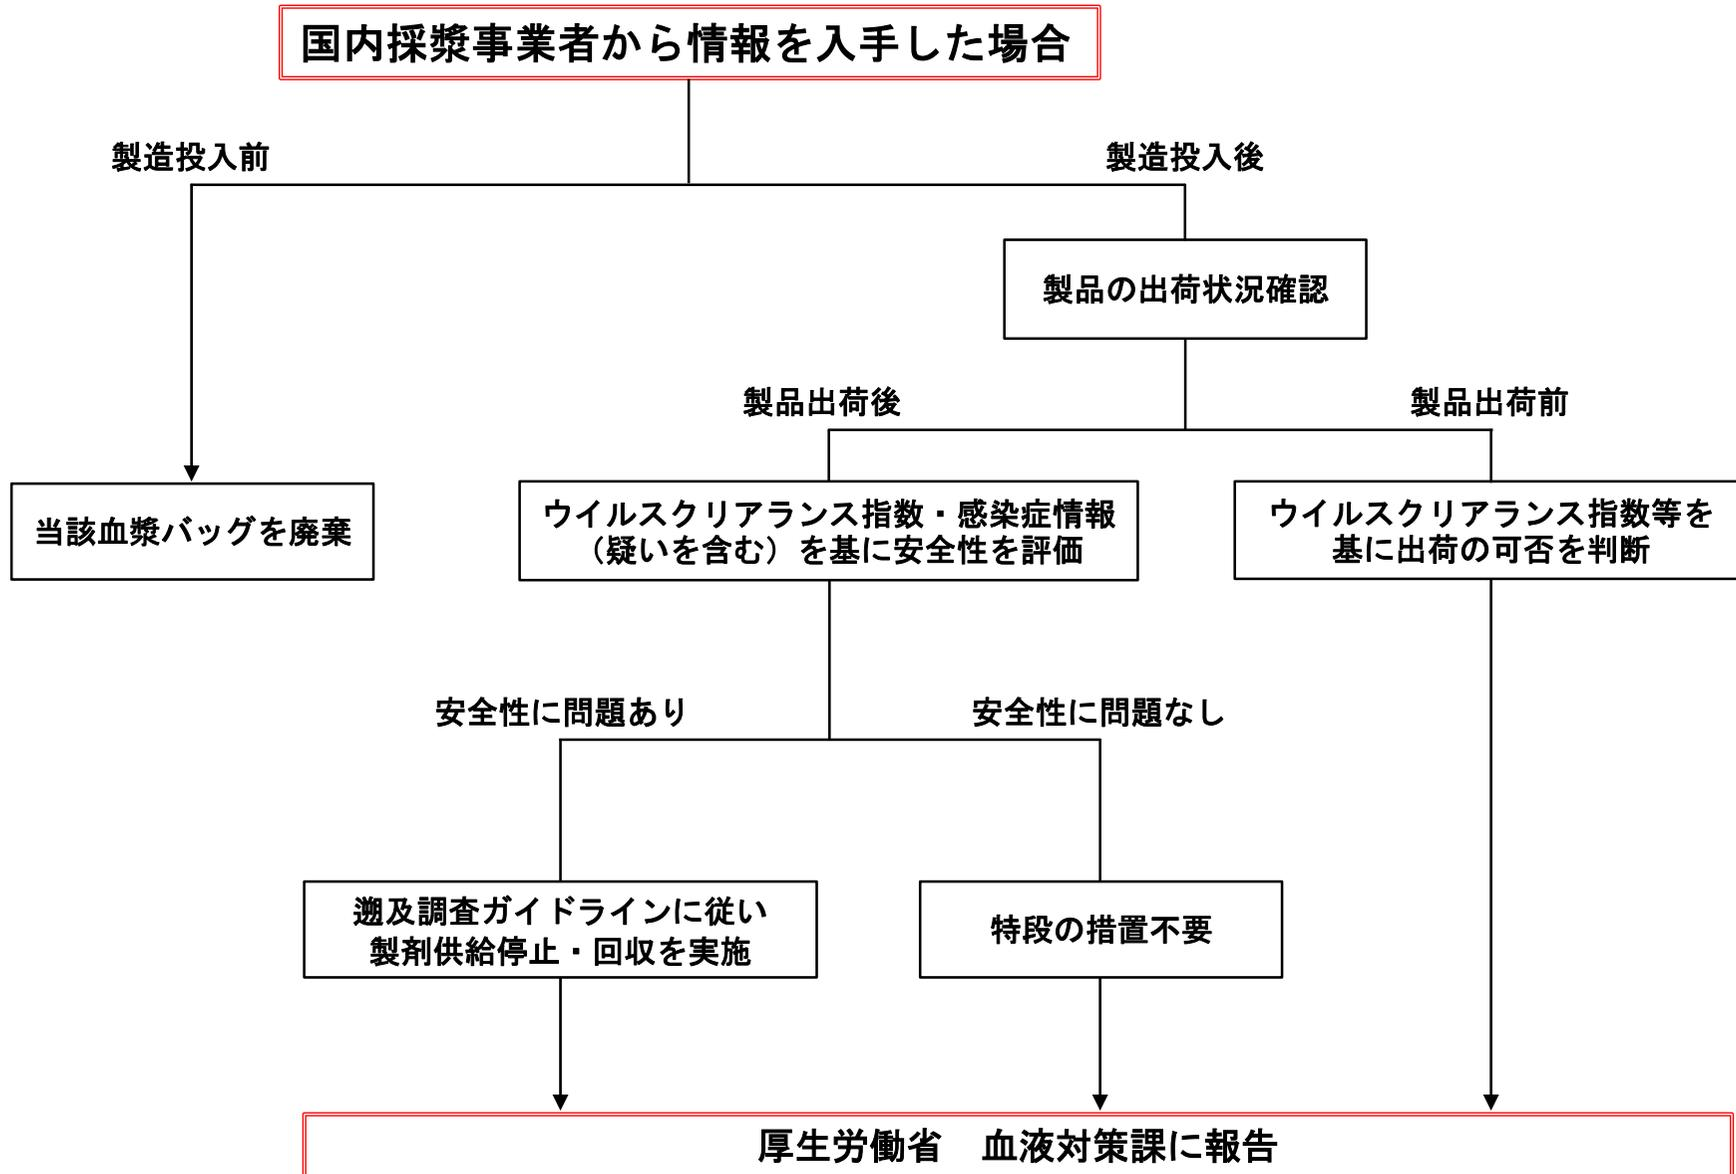 国内採漿事業者から情報を入手した場合
製造投入前
製造投入後
製品の出荷状況確認
製品出荷後
製品出荷前
当該血漿バッグを廃棄
ウイルスクリアランス指数・感染症情報
（疑いを含む）を基に安全性を評価
ウイルスクリアランス指数等を
基に出荷の可否を判断
安全性に問題あり
安全性に問題なし
遡及調査ガイドラインに従い
製剤供給停止・回収を実施
特段の措置不要
厚生労働省　血液対策課に報告